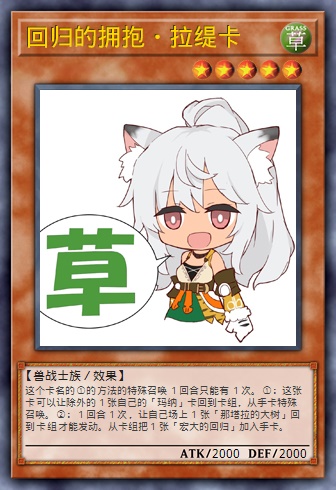 回归的拥抱·拉缇卡
GRASS
草
草
【兽战士族／效果】
这个卡名的①的方法的特殊召唤1回合只能有1次。①：这张
卡可以让除外的1张自己的「玛纳」卡回到卡组，从手卡特殊
召唤。②：1回合1次，让自己场上1张「那塔拉的大树」回
到卡组才能发动。从卡组把1张「宏大的回归」加入手卡。
ATK/2000 DEF/2000